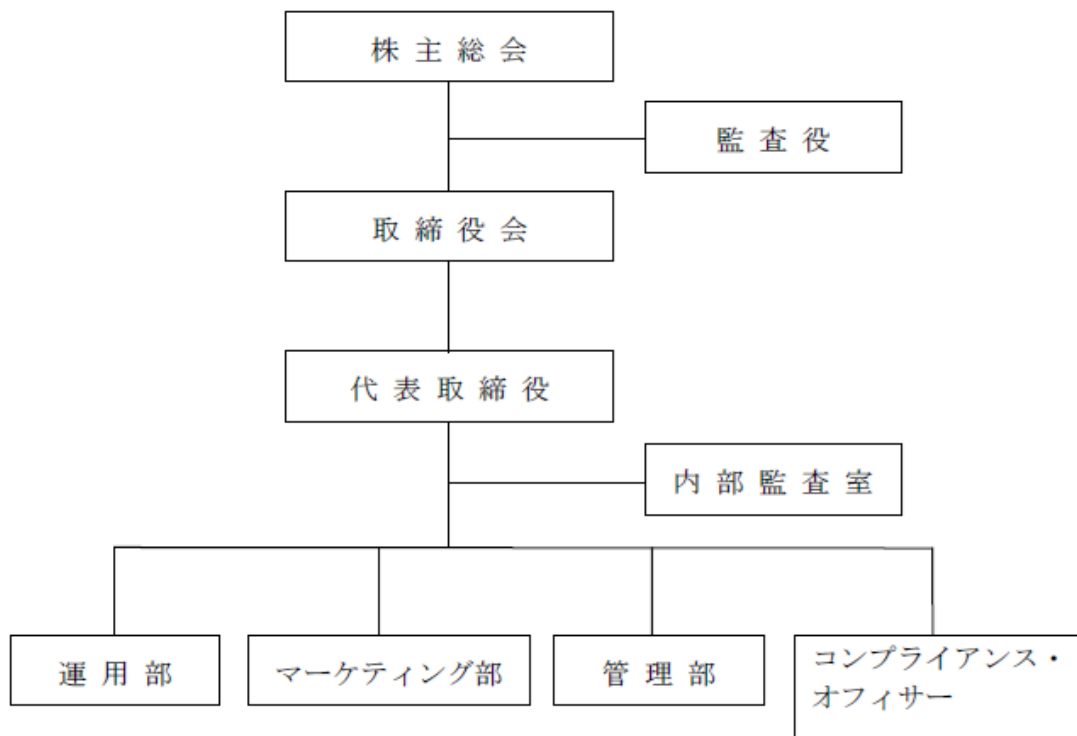 株主総会
監査役
取締役会
代表取締役
内部監査室
運用部
マーケティング部
管理部
コンプライアンス・
オフィサー